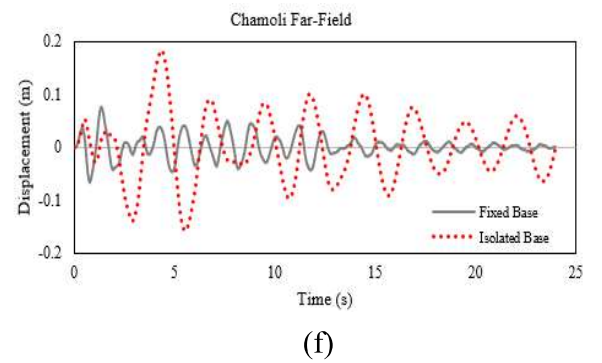 Chamoli Far-Field
0.2
0.1
0
-0.1
-0.2
Displacement (m)
Fixed Base
Isolated Base
0 5 10 15 20 25
Time (s)
(f)